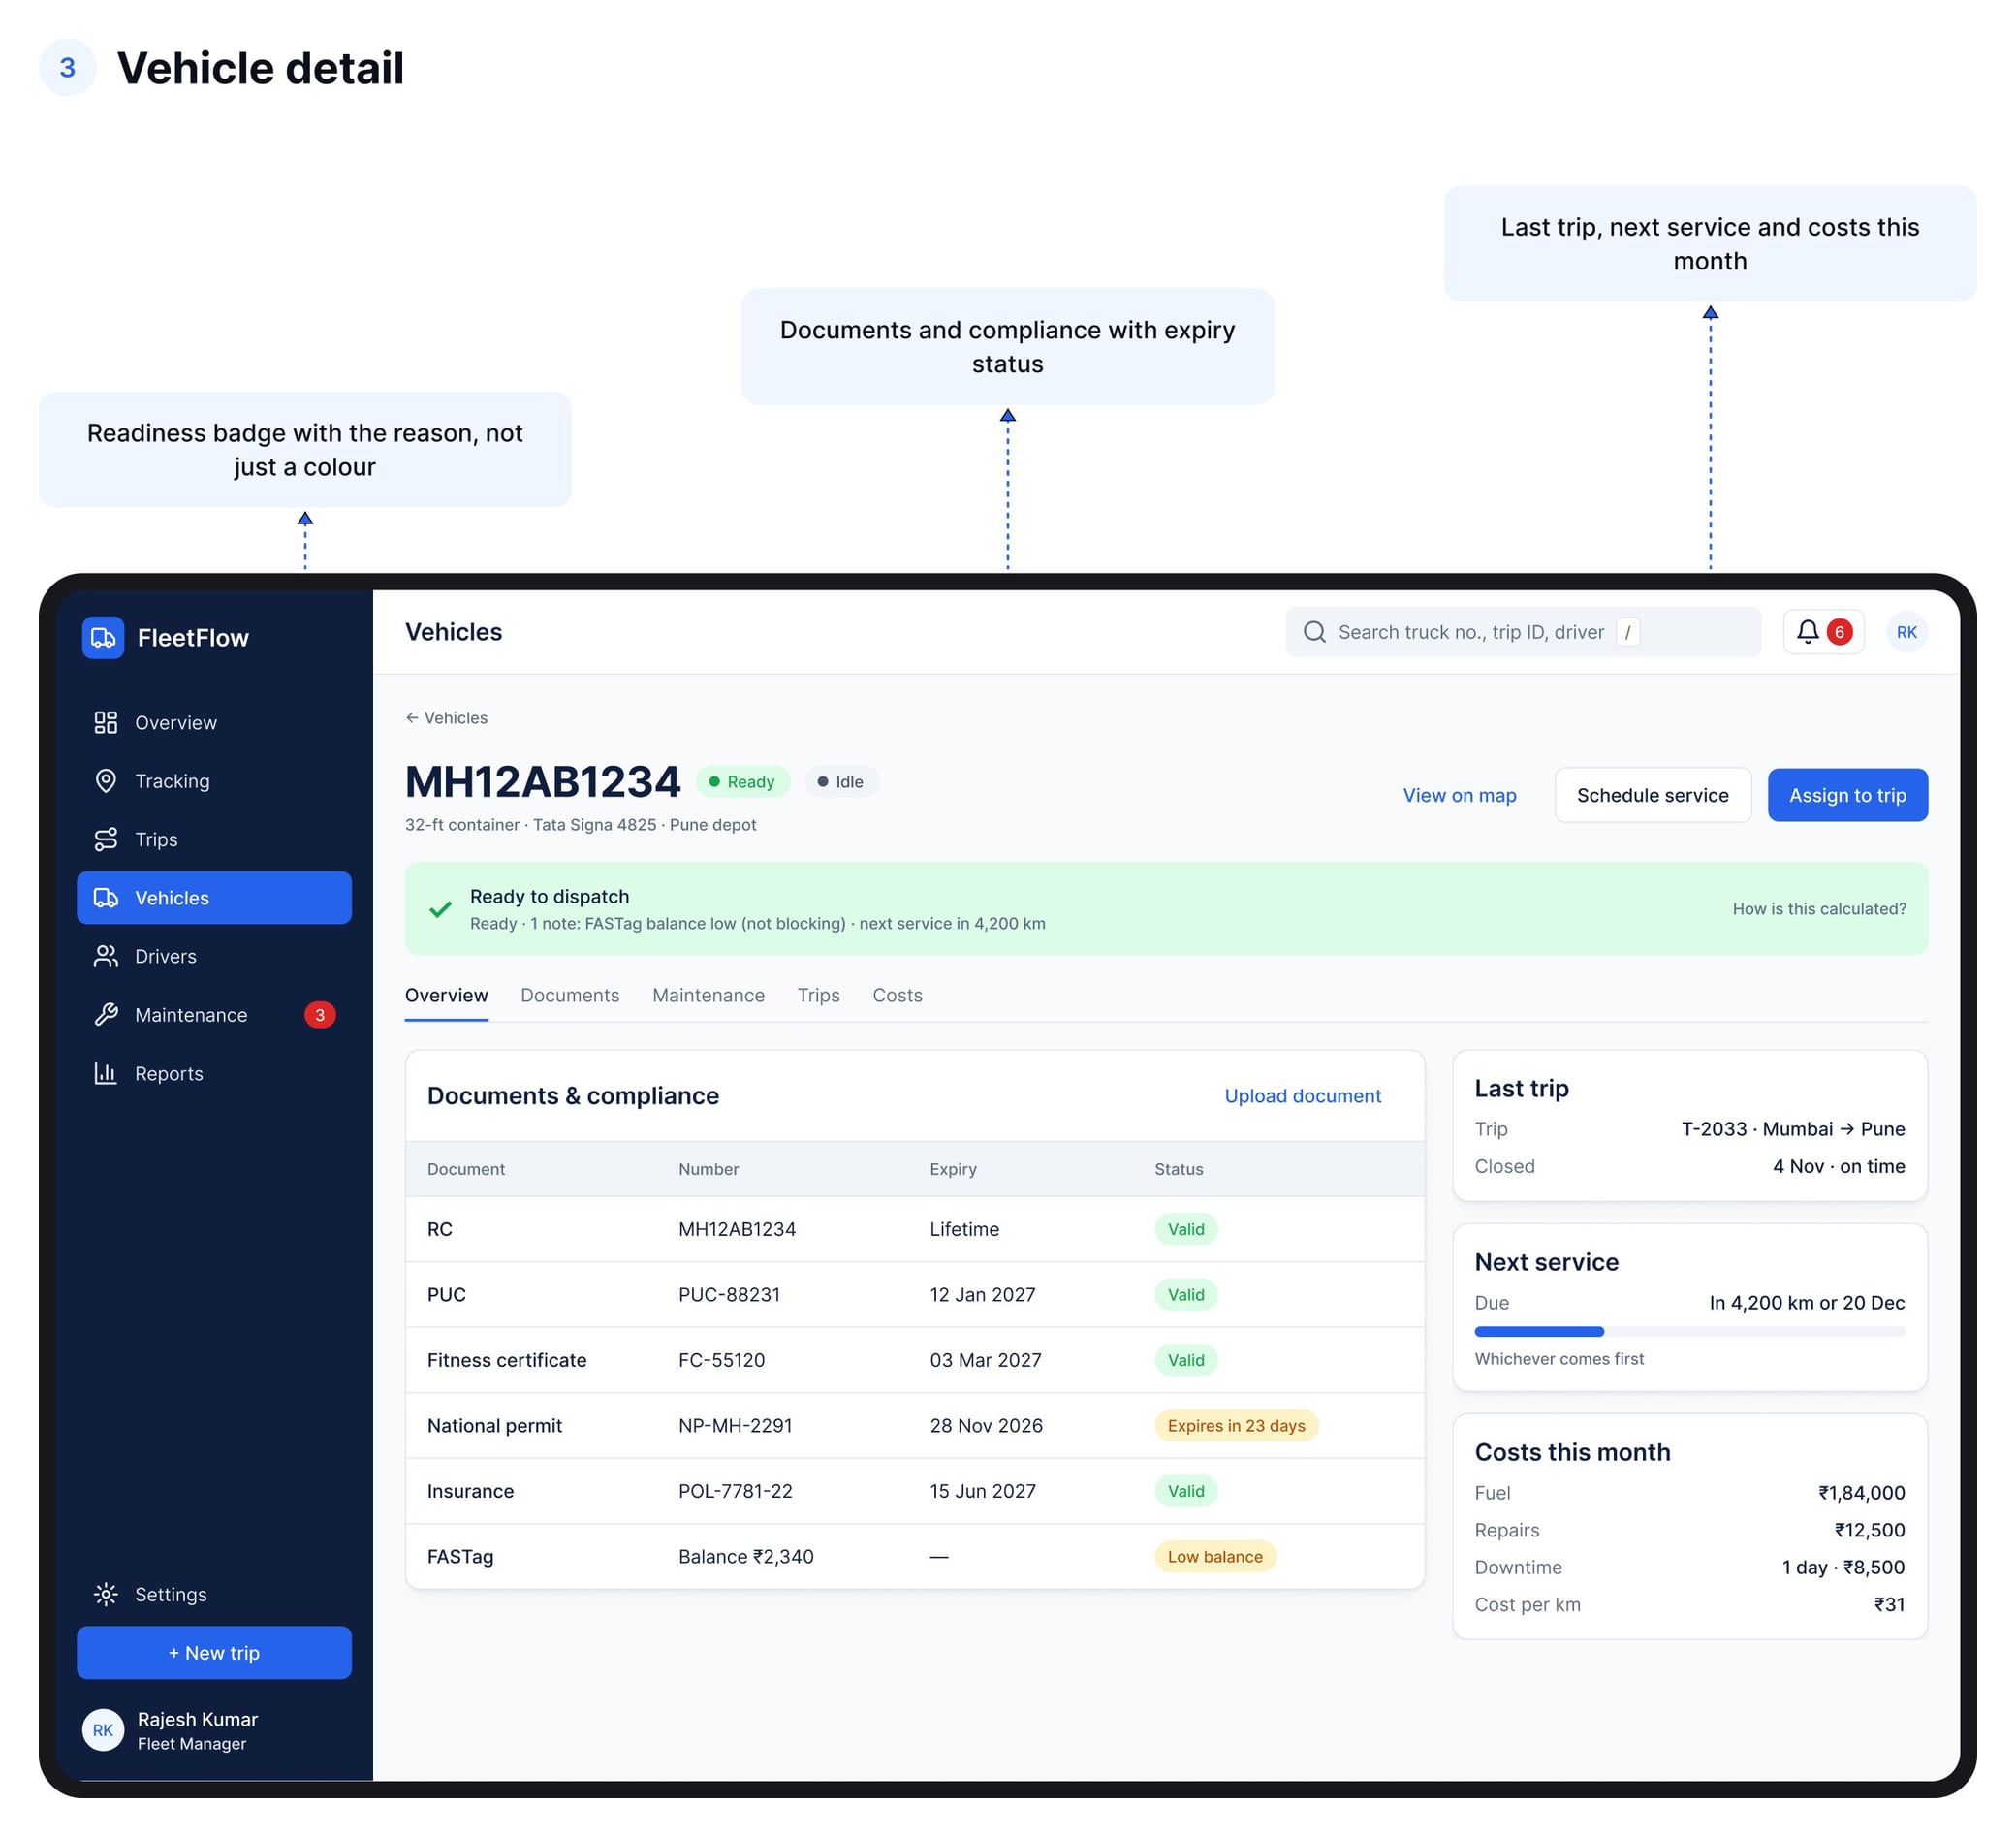 3
Vehicle detail
Last trip, next service and costs this
month
Documents and compliance with expiry
status
Readiness badge with the reason, not
just a colour
FleetFlow
Overview
Tracking
Trips
Vehicles
Drivers
Maintenance 3
Reports
Settings
+ New trip
RK
Rajesh Kumar
Fleet Manager
Vehicles
Search truck no., trip ID, driver /
6
RK
← Vehicles
MH12AB1234 Ready Idle
32-ft container · Tata Signa 4825 · Pune depot
View on map Schedule service Assign to trip
Ready to dispatch
Ready · 1 note: FASTag balance low (not blocking) · next service in 4,200 km
How is this calculated?
Overview Documents Maintenance Trips Costs
Documents & compliance Upload document
Document Number Expiry Status
RC MH12AB1234 Lifetime Valid
PUC PUC-88231 12 Jan 2027 Valid
Fitness certificate FC-55120 03 Mar 2027 Valid
National permit NP-MH-2291 28 Nov 2026 Expires in 23 days
Insurance POL-7781-22 15 Jun 2027 Valid
FASTag Balance ₹2,340 — Low balance
Last trip
Trip T-2033 · Mumbai → Pune
Closed 4 Nov · on time
Next service
Due In 4,200 km or 20 Dec
Whichever comes first
Costs this month
Fuel ₹1,84,000
Repairs ₹12,500
Downtime 1 day · ₹8,500
Cost per km ₹31